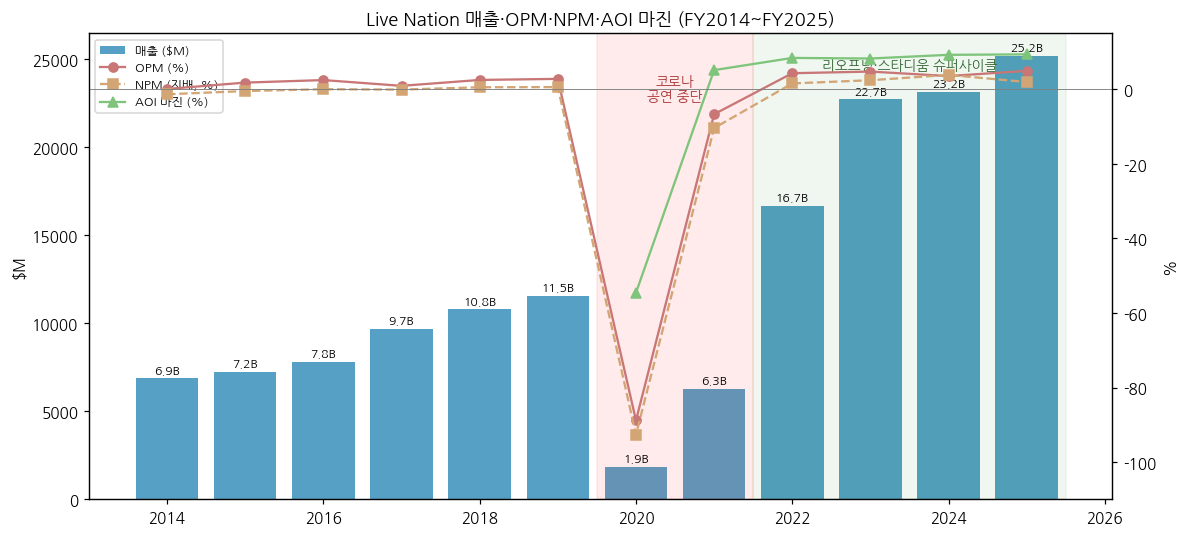 Live Nation 매출·OPM·NPM·AOI 마진 (FY2014~FY2025)
매출 ($M)
OPM (%)
NPM (지배, %)
AOI 마진 (%)
코로나
공연 중단
리오프닝·스타디움 슈퍼사이클
25000
20000
15000
10000
5000
0
$M
0
-20
-40
-60
-80
-100
%
6.9B
7.2B
7.8B
9.7B
10.8B
11.5B
1.9B
6.3B
16.7B
22.7B
23.2B
25.2B
2014
2016
2018
2020
2022
2024
2026